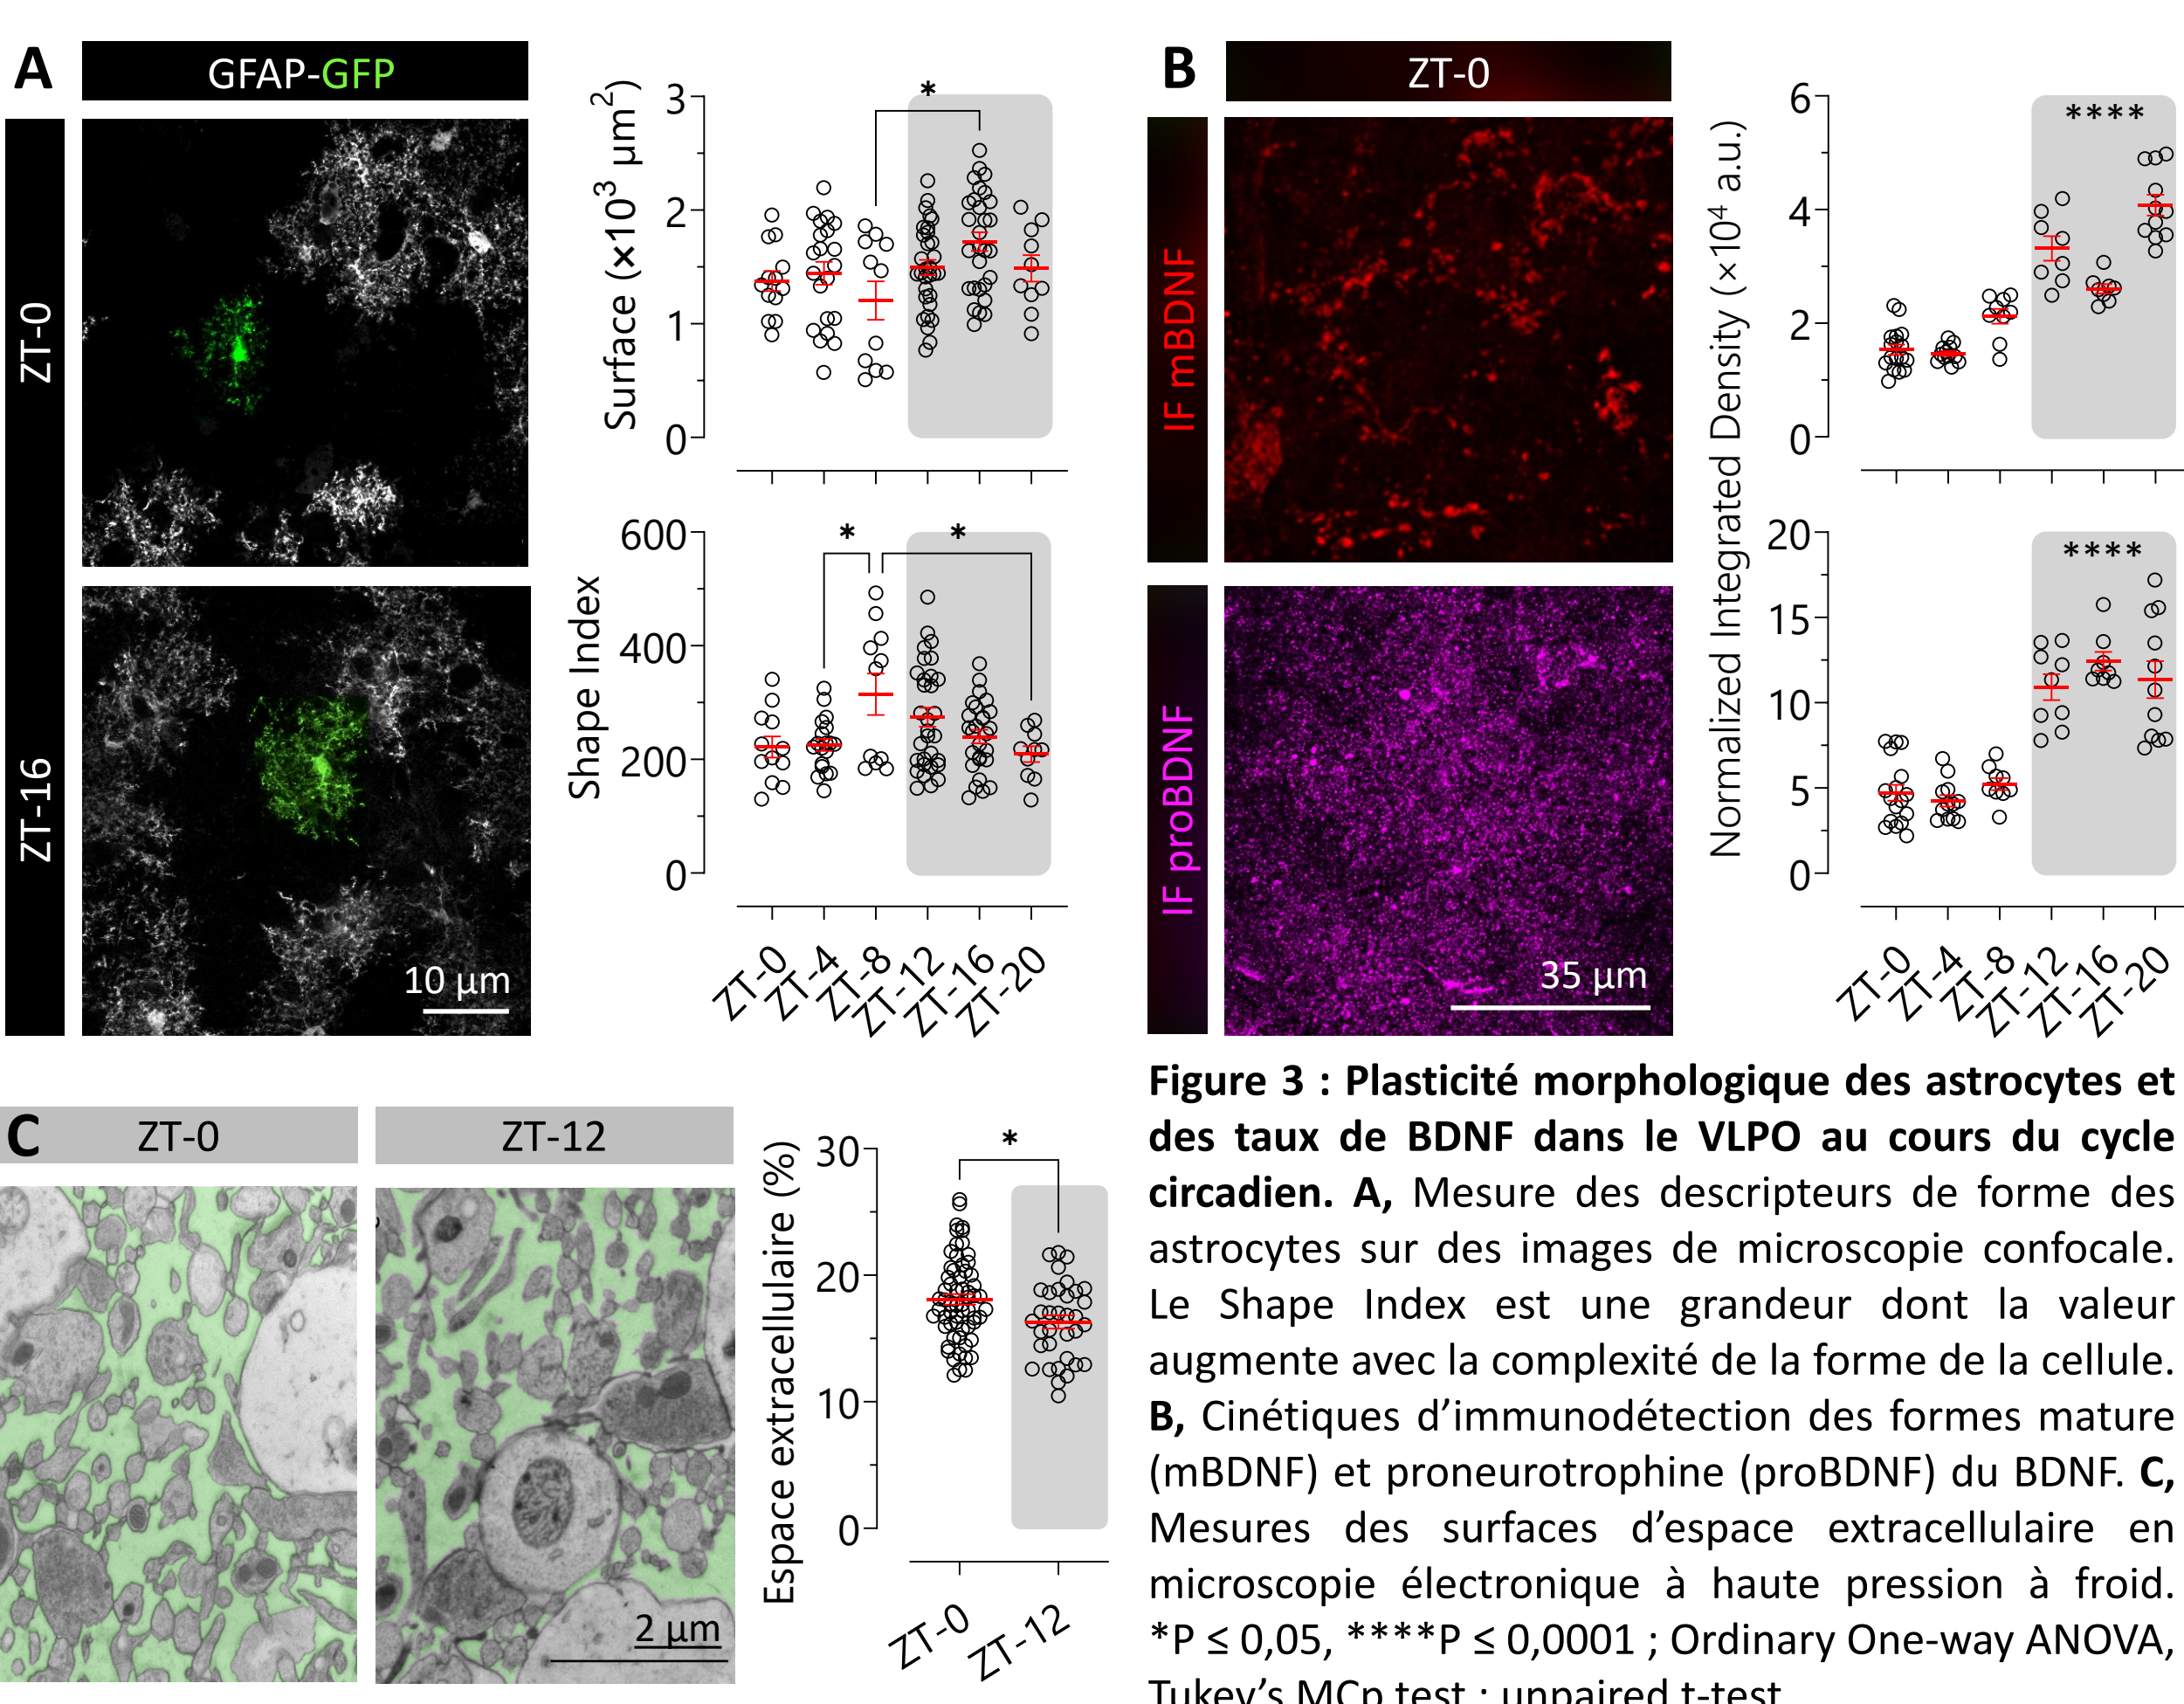 A
GFAP-GFP
ZT-0
ZT-16
10 µm
Surface (×10³ µm²)
3
2
1
0
*
Shape Index
600
400
200
0
* *
ZT-0 ZT-4 ZT-8 ZT-12 ZT-16 ZT-20
B
ZT-0
IF mBDNF
IF proBDNF
35 µm
Normalized Integrated Density (×10⁴ a.u.)
6
4
2
0
****
20
15
10
5
0
****
ZT-0 ZT-4 ZT-8 ZT-12 ZT-16 ZT-20
C
ZT-0
ZT-12
2 µm
Espace extracellulaire (%)
30
20
10
0
*
ZT-0 ZT-12
Figure 3 : Plasticité morphologique des astrocytes et
des taux de BDNF dans le VLPO au cours du cycle
circadien. A, Mesure des descripteurs de forme des
astrocytes sur des images de microscopie confocale.
Le Shape Index est une grandeur dont la valeur
augmente avec la complexité de la forme de la cellule.
B, Cinétiques d’immunodétection des formes mature
(mBDNF) et proneurotrophine (proBDNF) du BDNF. C,
Mesures des surfaces d’espace extracellulaire en
microscopie électronique à haute pression à froid.
*P ≤ 0,05, ****P ≤ 0,0001 ; Ordinary One-way ANOVA,
Tukey’s MCp test ; unpaired t-test